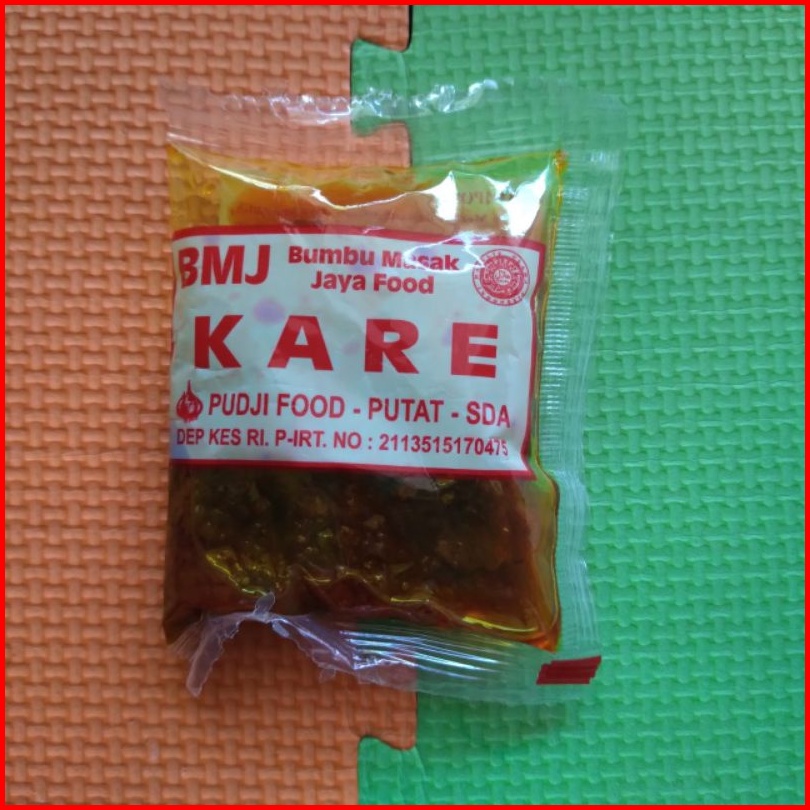 BMJ Bumbu Masak
Jaya Food
KARE
PUDJI FOOD - PUTAT - SDA
DEP KES RI. P-IRT. NO : 2113515170475